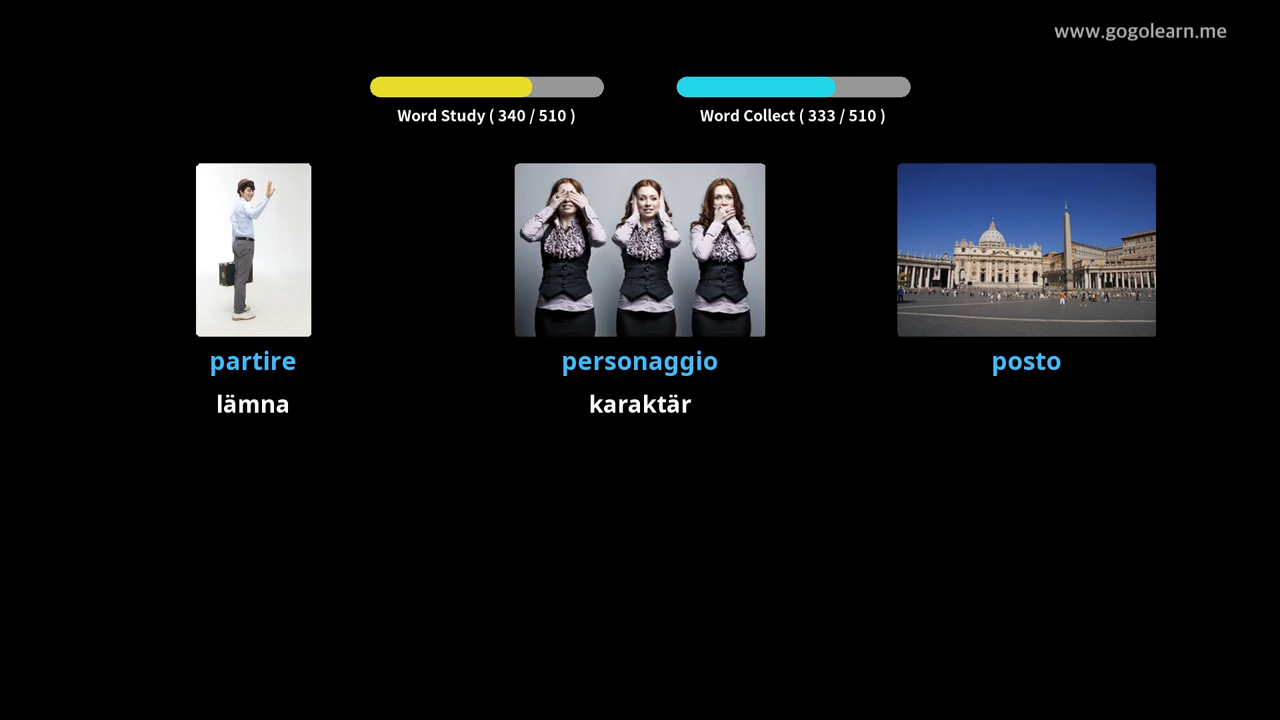 www.gogolearn.me
Word Study ( 340 / 510 )
Word Collect ( 333 / 510 )
partire
personaggio
posto
lämna
karaktär